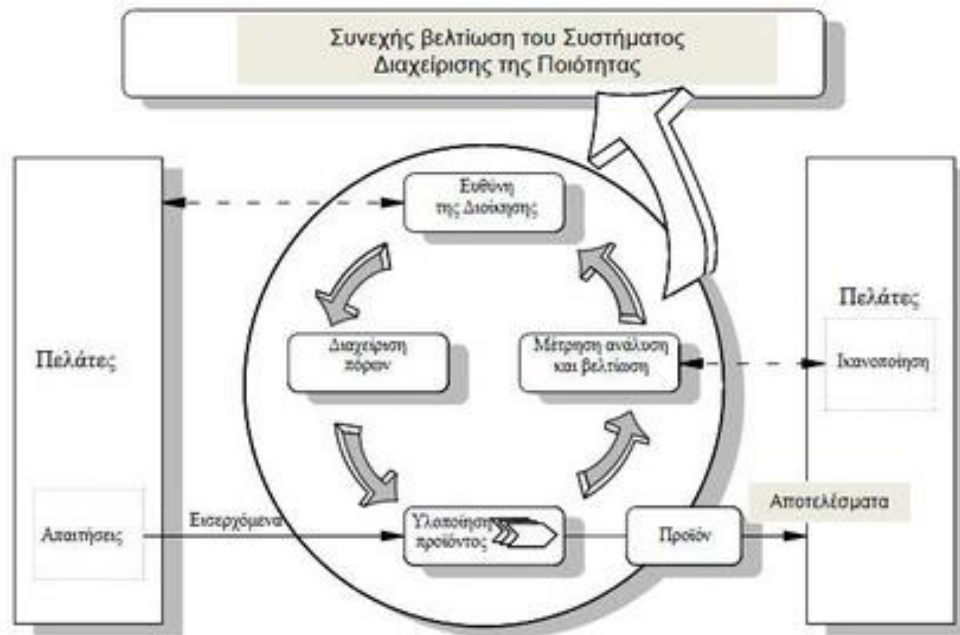 Συνεχής βελτίωση του Συστήματος
Διαχείρισης της Ποιότητας
Ευθύνη
της Διοίκησης
Πελάτες
Διαχείριση
πόρων
Μέτρηση ανάλυση
και βελτίωση
Πελάτες
Ικανοποίηση
Απαιτήσεις
Εισερχόμενα
Υλοποίηση
προϊόντος
Προϊόν
Αποτελέσματα